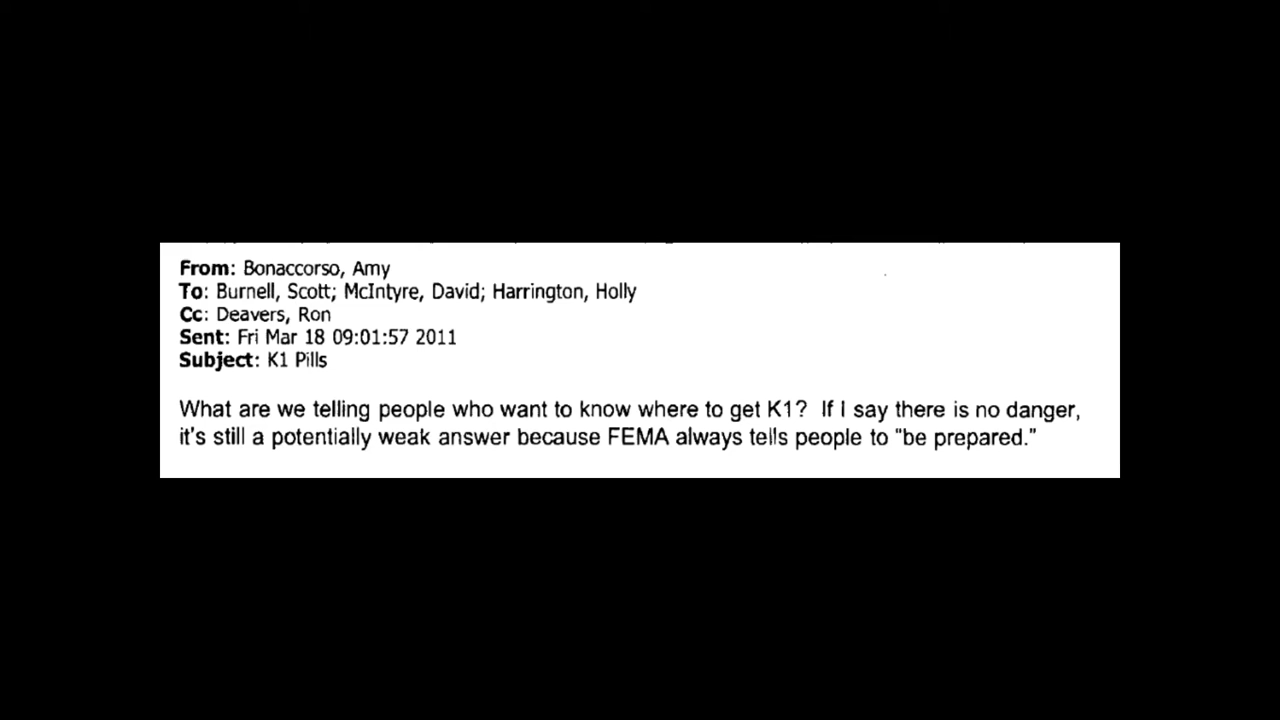 From: Bonaccorso, Amy
To: Burnell, Scott; McIntyre, David; Harrington, Holly
Cc: Deavers, Ron
Sent: Fri Mar 18 09:01:57 2011
Subject: K1 Pills
What are we telling people who want to know where to get K1? If I say there is no danger,
it's still a potentially weak answer because FEMA always tells people to "be prepared."